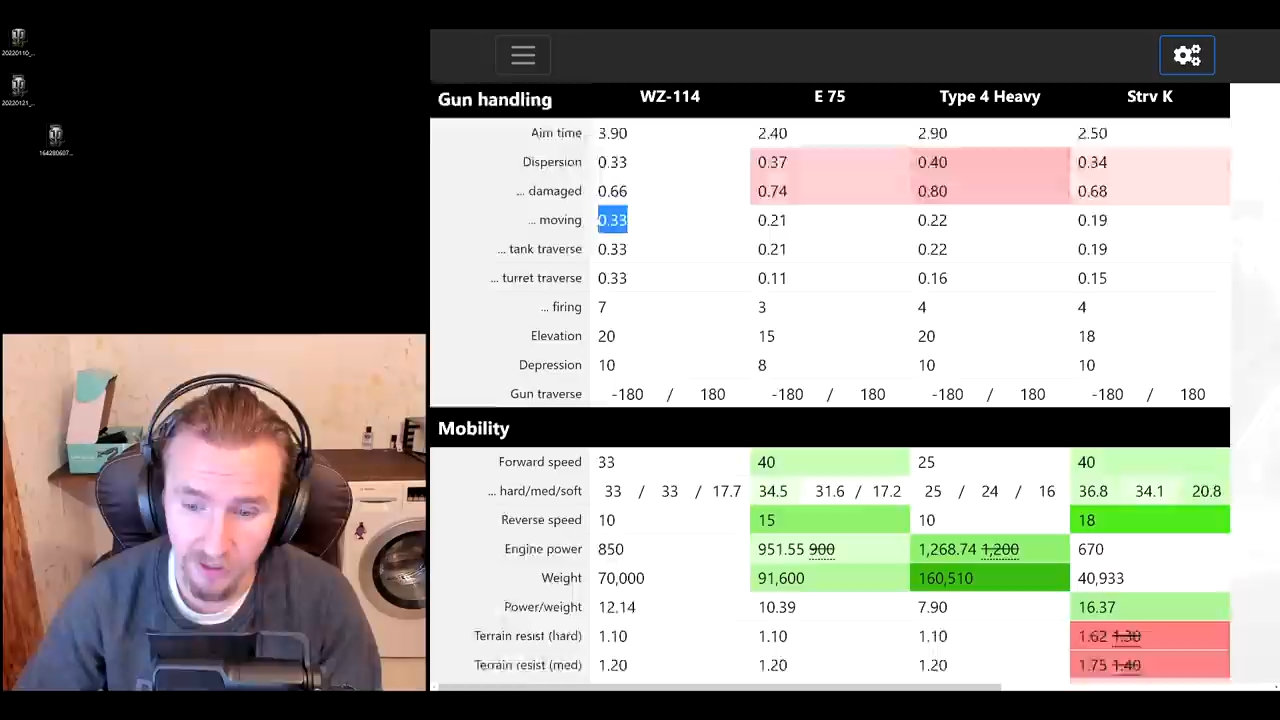 20220110_...
20220121_...
164280607...
Gun handling WZ-114 E 75 Type 4 Heavy Strv K
Aim time 3.90 2.40 2.90 2.50
Dispersion 0.33 0.37 0.40 0.34
... damaged 0.66 0.74 0.80 0.68
... moving 0.33 0.21 0.22 0.19
... tank traverse 0.33 0.21 0.22 0.19
... turret traverse 0.33 0.11 0.16 0.15
... firing 7 3 4 4
Elevation 20 15 20 18
Depression 10 8 10 10
Gun traverse -180 / 180 -180 / 180 -180 / 180 -180 / 180
Mobility
Forward speed 33 40 25 40
... hard/med/soft 33 / 33 / 17.7 34.5 31.6 / 17.2 25 / 24 / 16 36.8 34.1 20.8
Reverse speed 10 15 10 18
Engine power 850 951.55 900 1,268.74 1,200 670
Weight 70,000 91,600 160,510 40,933
Power/weight 12.14 10.39 7.90 16.37
Terrain resist (hard) 1.10 1.10 1.10 1.62 1.30
Terrain resist (med) 1.20 1.20 1.20 1.75 1.40